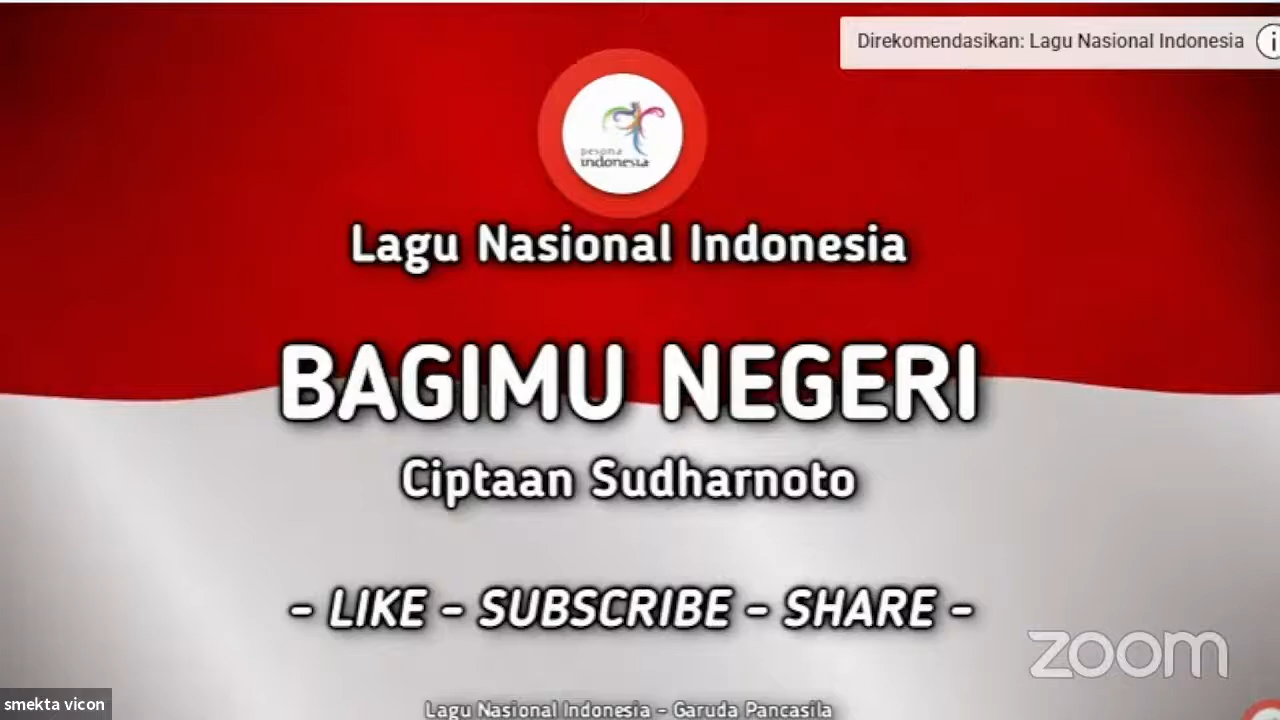 Direkomendasikan: Lagu Nasional Indonesia
pesona
indonesia
Lagu Nasional Indonesia
BAGIMU NEGERI
Ciptaan Sudharnoto
- LIKE - SUBSCRIBE - SHARE -
zoom
smekta vicon
Lagu Nasional Indonesia - Garuda Pancasila